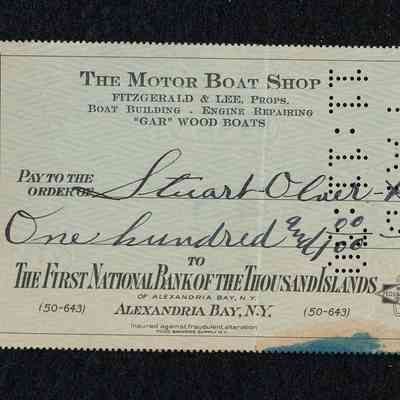 THE MOTOR BOAT SHOP
FITZGERALD & LEE, PROPS.
BOAT BUILDING - ENGINE REPAIRING
"GAR" WOOD BOATS
PAY TO THE
ORDER OF Stuart
One hundred and 00/100
TO
THE FIRST NATIONAL BANK OF THE THOUSAND ISLANDS
OF ALEXANDRIA BAY, N.Y.
(50-643) ALEXANDRIA BAY, N.Y. (50-643)
Insured against fraudulent alteration